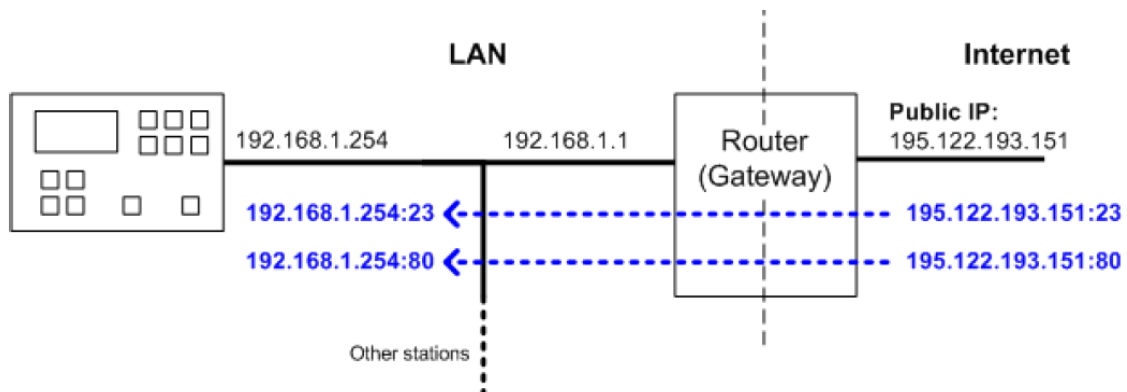 LAN
Internet
Public IP:
195.122.193.151
192.168.1.254
192.168.1.1
Router
(Gateway)
192.168.1.254:23
195.122.193.151:23
192.168.1.254:80
195.122.193.151:80
Other stations